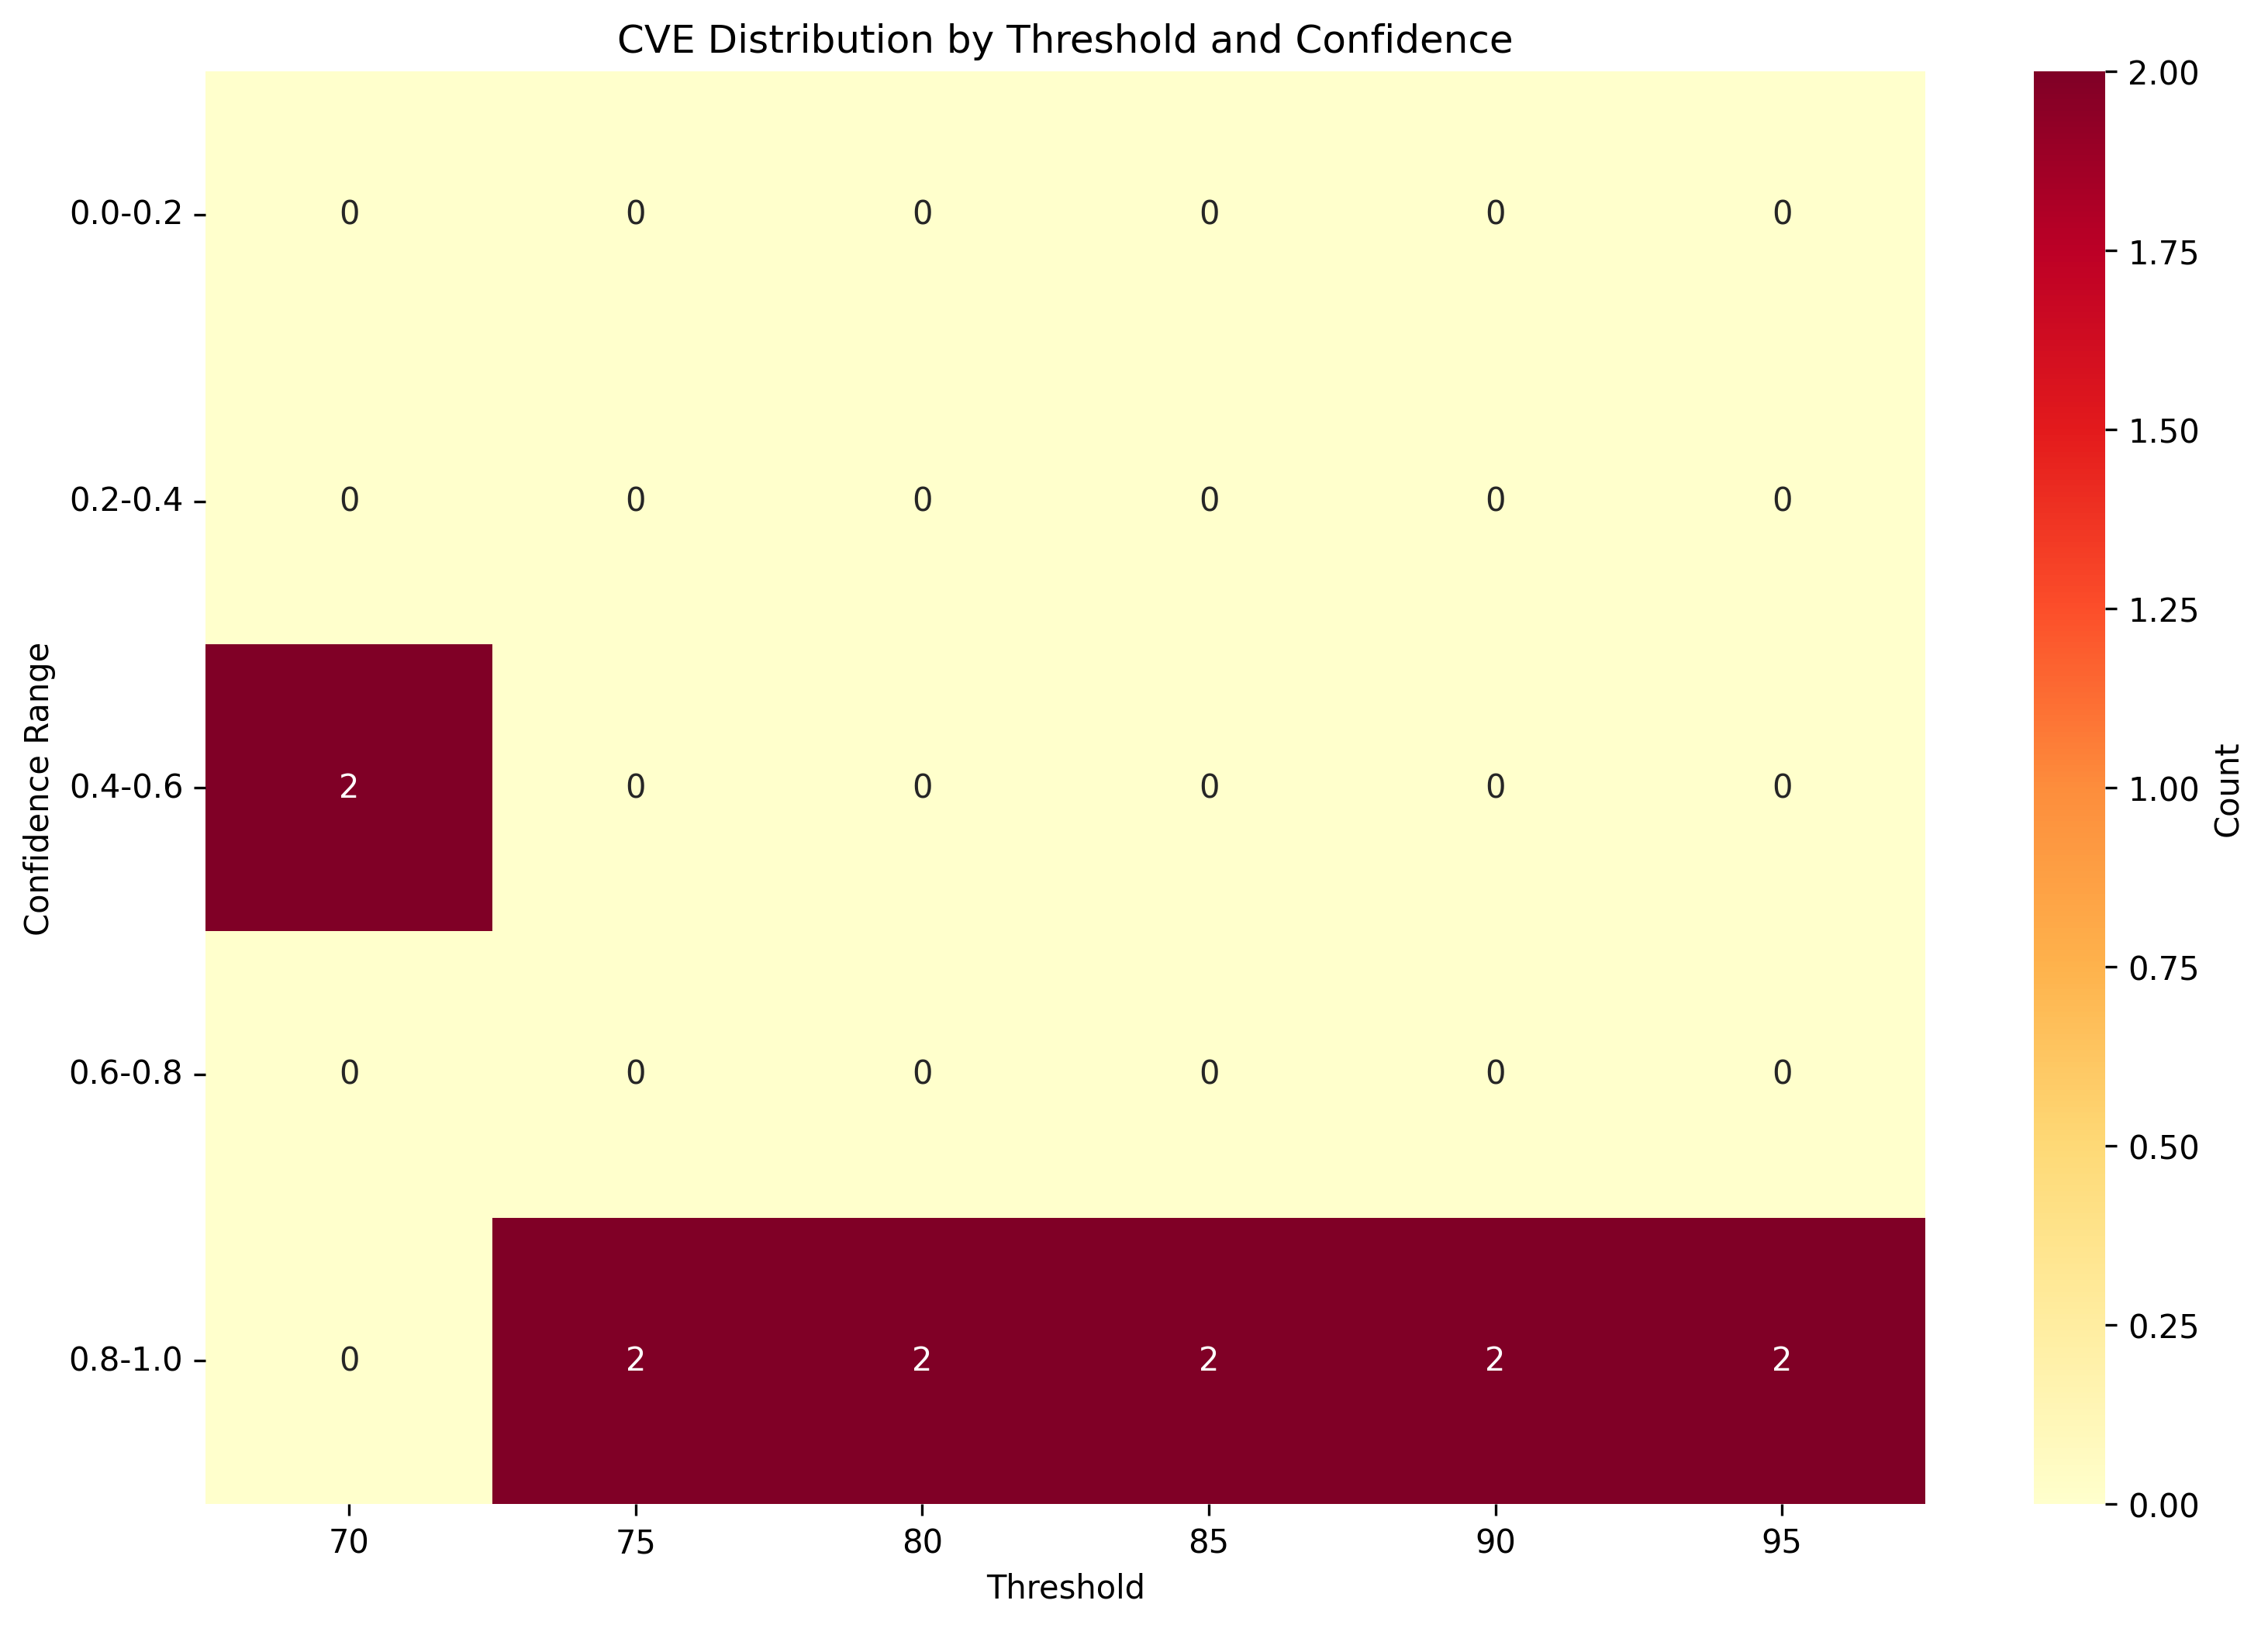 CVE Distribution by Threshold and Confidence
Confidence Range
0.0-0.2 0 0 0 0 0 0
0.2-0.4 0 0 0 0 0 0
0.4-0.6 2 0 0 0 0 0
0.6-0.8 0 0 0 0 0 0
0.8-1.0 0 2 2 2 2 2
70 75 80 85 90 95
Threshold
2.00
1.75
1.50
1.25
1.00
0.75
0.50
0.25
0.00
Count